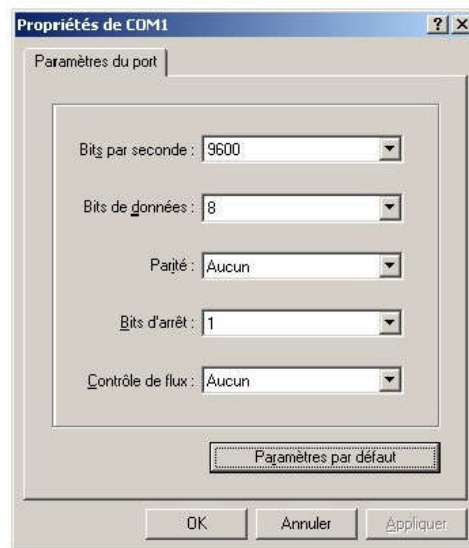 Propriétés de COM1
Paramètres du port
Bits par seconde : 9600
Bits de données : 8
Parité : Aucun
Bits d'arrêt : 1
Contrôle de flux : Aucun
Paramètres par défaut
OK Annuler Appliquer